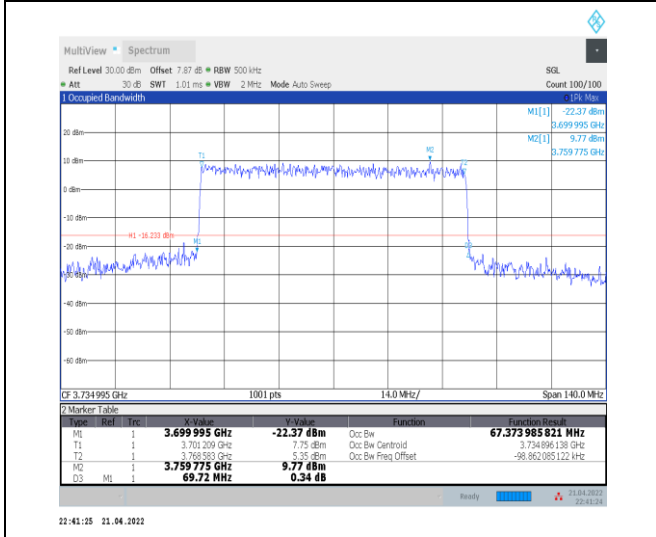 MultiView Spectrum
Ref Level 30.00 dBm Offset 7.87 dB RBW 500 kHz SGL
Att 30 dB SWT 1.01 ms VBW 2 MHz Mode Auto Sweep Count 100/100
1 Occupied Bandwidth 1Pk Max
M1[1] -22.37 dBm
3.699 995 GHz
M2[1] 9.77 dBm
3.759 775 GHz
20 dBm
T1
M2
T2
10 dBm
0 dBm
-10 dBm
H1 -16.233 dBm
M1
-20 dBm
D3
-30 dBm
-40 dBm
-50 dBm
-60 dBm
CF 3.734 995 GHz 1001 pts 14.0 MHz/ Span 140.0 MHz
2 Marker Table
Type Ref Trc X-Value Y-Value Function Function Result
M1 1 3.699 995 GHz -22.37 dBm Occ Bw 67.373 985 821 MHz
T1 1 3.701 209 GHz 7.75 dBm Occ Bw Centroid 3.734 896 138 GHz
T2 1 3.768 583 GHz 5.35 dBm Occ Bw Freq Offset -98.862 085 122 kHz
M2 1 3.759 775 GHz 9.77 dBm
D3 M1 1 69.72 MHz 0.34 dB
Ready 21.04.2022
22:41:24
22:41:25 21.04.2022